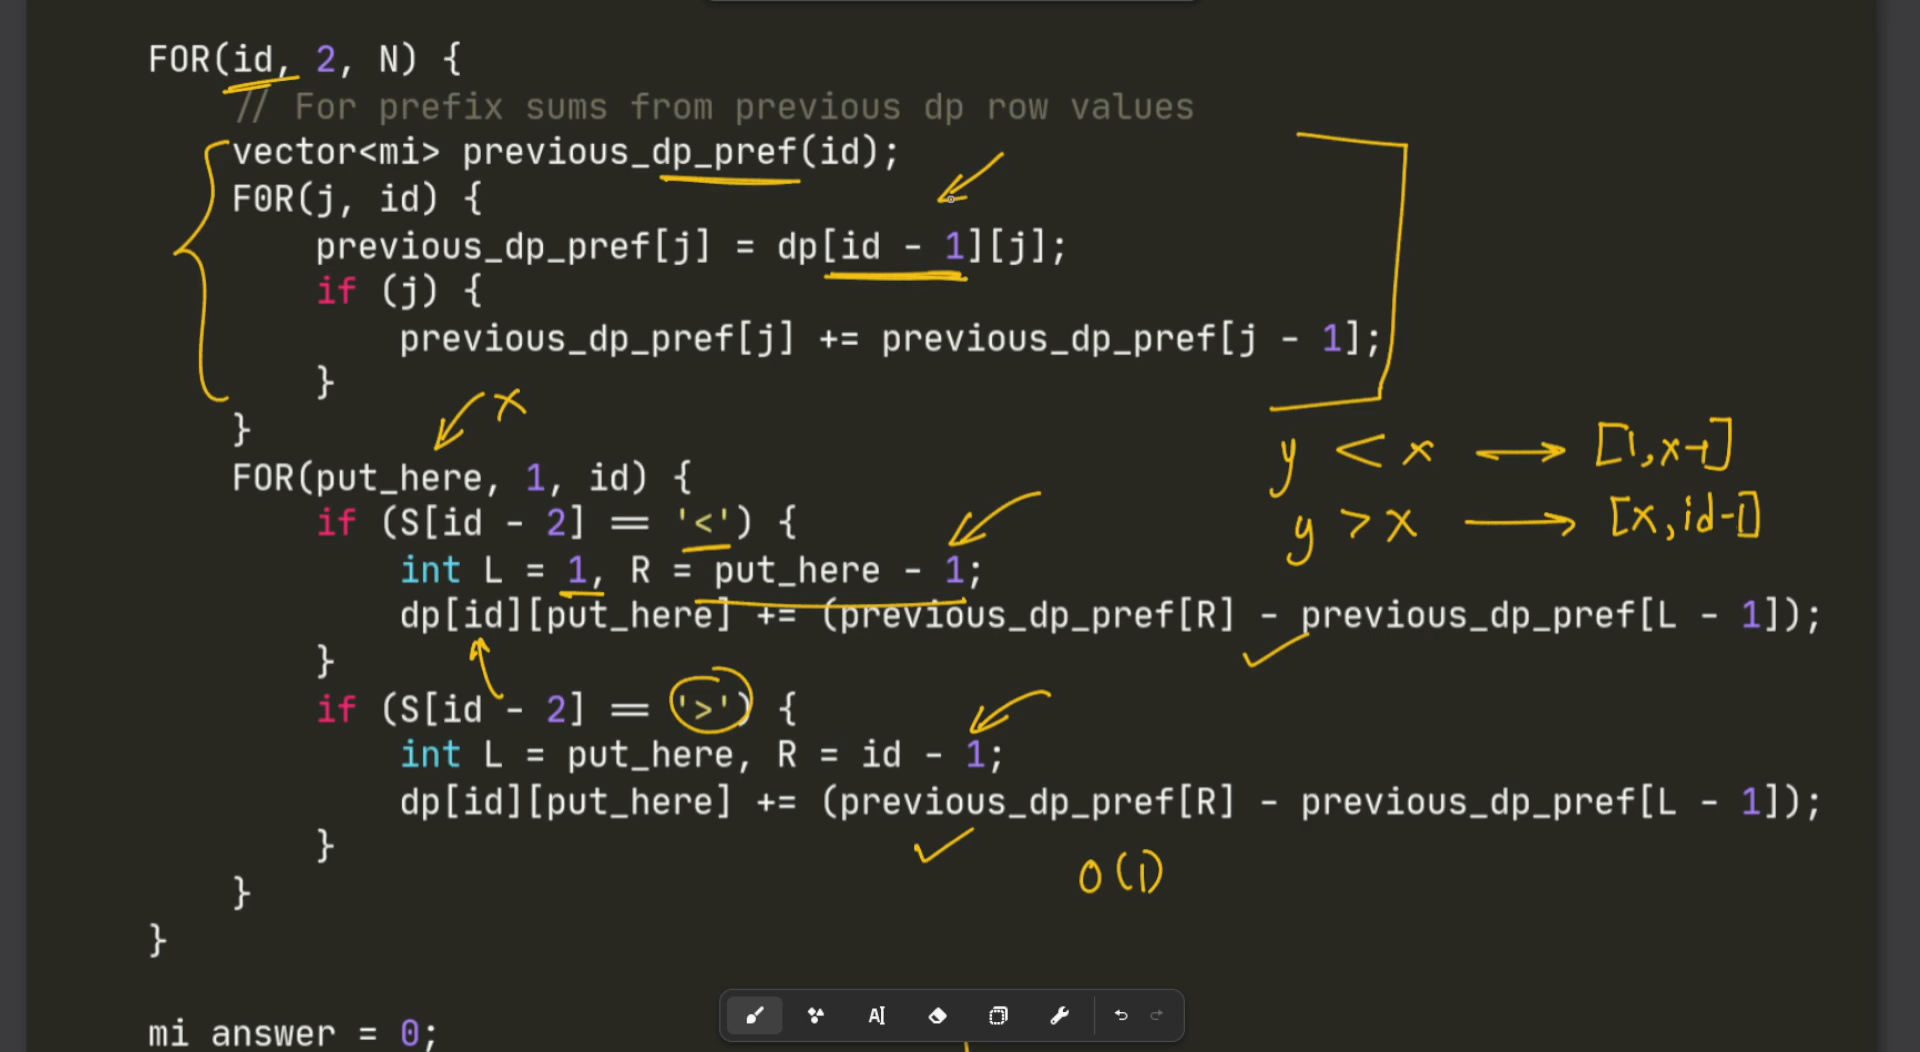 FOR(id, 2, N) {
// For prefix sums from previous dp row values
vector<mi> previous_dp_pref(id);
F0R(j, id) {
previous_dp_pref[j] = dp[id - 1][j];
if (j) {
previous_dp_pref[j] += previous_dp_pref[j - 1];
}
}
x
FOR(put_here, 1, id) {
y < x ⟷ [1, x-1]
if (S[id - 2] == '<') {
y > x ⟶ [x, id-1]
int L = 1, R = put_here - 1;
dp[id][put_here] += (previous_dp_pref[R] - previous_dp_pref[L - 1]);
}
if (S[id - 2] == '>') {
int L = put_here, R = id - 1;
dp[id][put_here] += (previous_dp_pref[R] - previous_dp_pref[L - 1]);
}
O(1)
}
}
A
mi answer = 0;